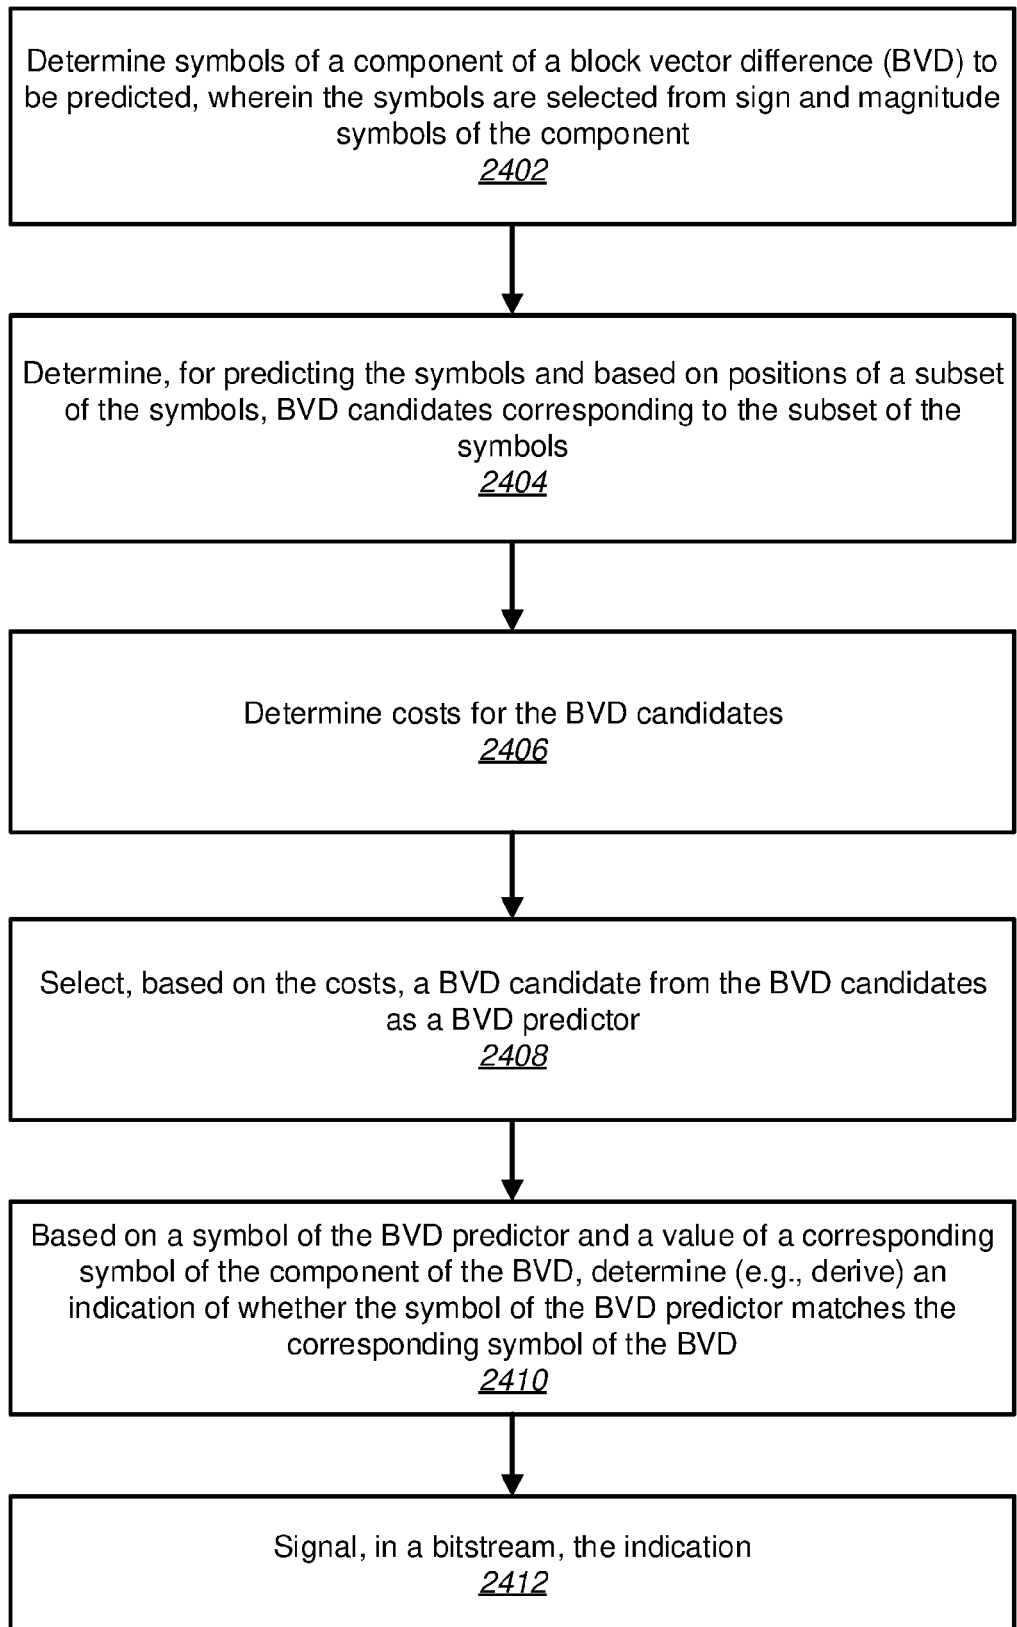 Determine symbols of a component of a block vector difference (BVD) to
be predicted, wherein the symbols are selected from sign and magnitude
symbols of the component
2402
Determine, for predicting the symbols and based on positions of a subset
of the symbols, BVD candidates corresponding to the subset of the
symbols
2404
Determine costs for the BVD candidates
2406
Select, based on the costs, a BVD candidate from the BVD candidates
as a BVD predictor
2408
Based on a symbol of the BVD predictor and a value of a corresponding
symbol of the component of the BVD, determine (e.g., derive) an
indication of whether the symbol of the BVD predictor matches the
corresponding symbol of the BVD
2410
Signal, in a bitstream, the indication
2412